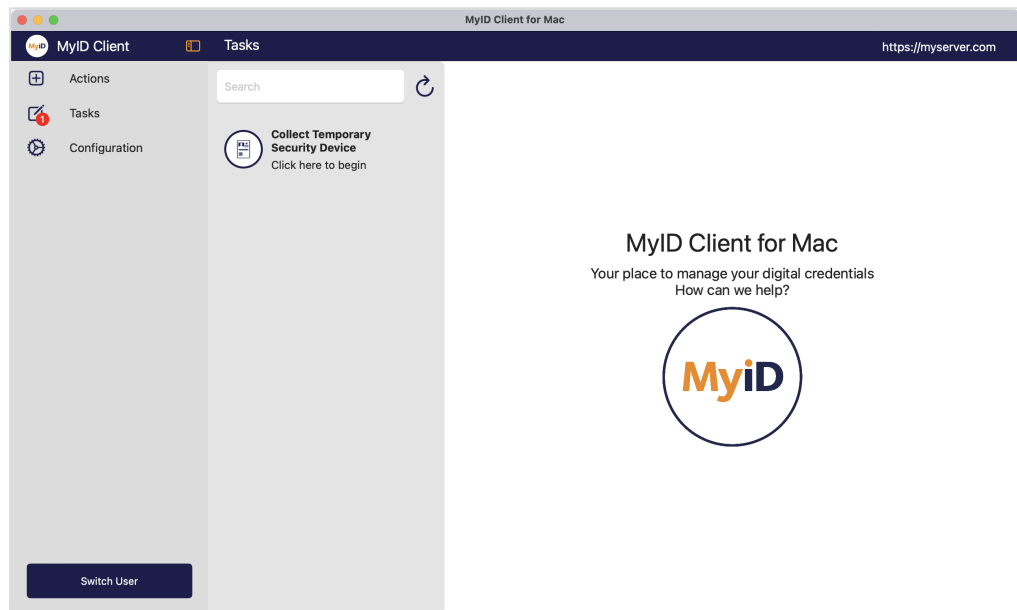 MyID Client for Mac
MyiD MyID Client
Tasks
https://myserver.com
Actions
Tasks
1
Configuration
Search
Collect Temporary
Security Device
Click here to begin
MyID Client for Mac
Your place to manage your digital credentials
How can we help?
MyiD
Switch User